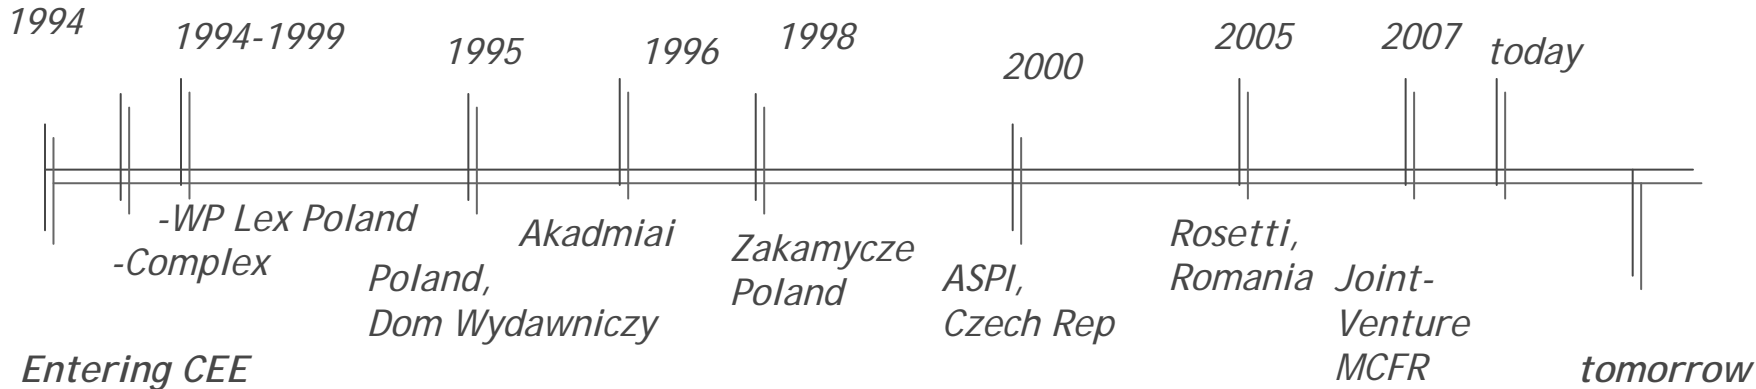 1994
1994-1999
1995
1996
1998
2000
2005
2007
today
-WP Lex Poland
-Complex
Poland,
Dom Wydawniczy
Akadmiai
Zakamycze
Poland
ASPI,
Czech Rep
Rosetti,
Romania
Joint-
Venture
MCFR
Entering CEE
tomorrow